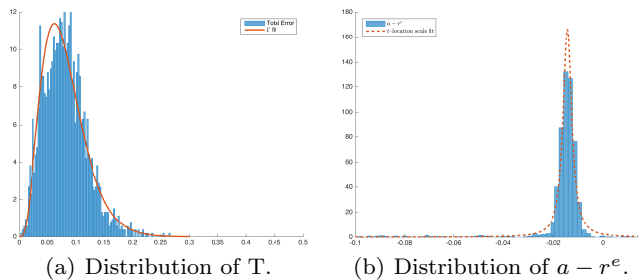 12
10
8
6
4
2
0
0 0.05 0.1 0.15 0.2 0.25 0.3 0.35 0.4 0.45 0.5
Total Error
Γ fit
(a) Distribution of T.
180
160
140
120
100
80
60
40
20
0
-0.1 -0.08 -0.06 -0.04 -0.02 0
a − r^e
t-location scale fit
(b) Distribution of a − r^e.